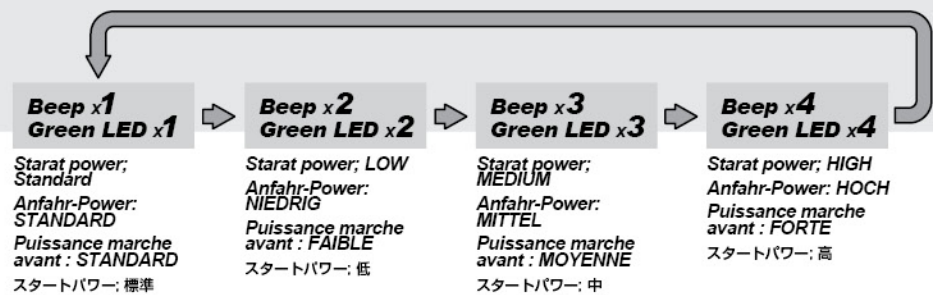 Beep x1
Green LED x1
Starat power;
Standard
Anfahr-Power:
STANDARD
Puissance marche
avant : STANDARD
スタートパワー; 標準
Beep x2
Green LED x2
Starat power; LOW
Anfahr-Power:
NIEDRIG
Puissance marche
avant : FAIBLE
スタートパワー; 低
Beep x3
Green LED x3
Starat power;
MEDIUM
Anfahr-Power:
MITTEL
Puissance marche
avant : MOYENNE
スタートパワー; 中
Beep x4
Green LED x4
Starat power; HIGH
Anfahr-Power: HOCH
Puissance marche
avant : FORTE
スタートパワー; 高